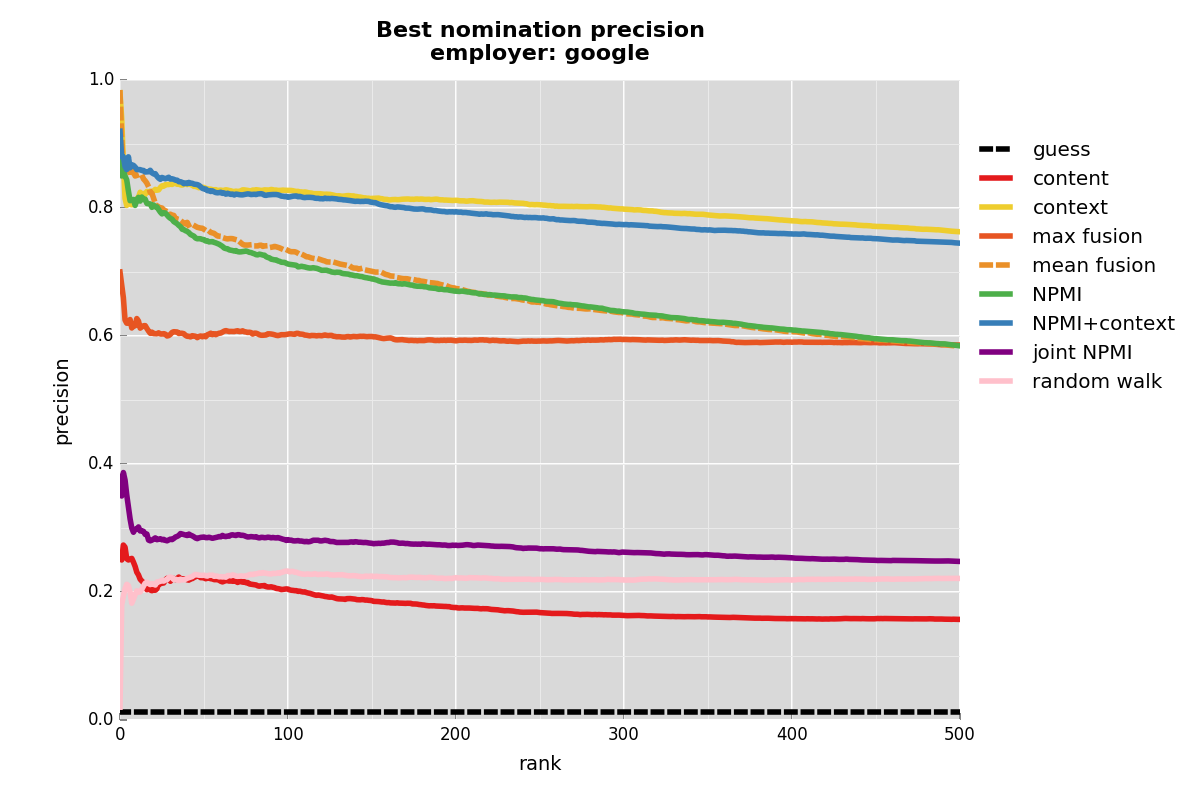 Best nomination precision
employer: google
precision
1.0
0.8
0.6
0.4
0.2
0.0
0
100
200
300
400
500
rank
guess
content
context
max fusion
mean fusion
NPMI
NPMI+context
joint NPMI
random walk